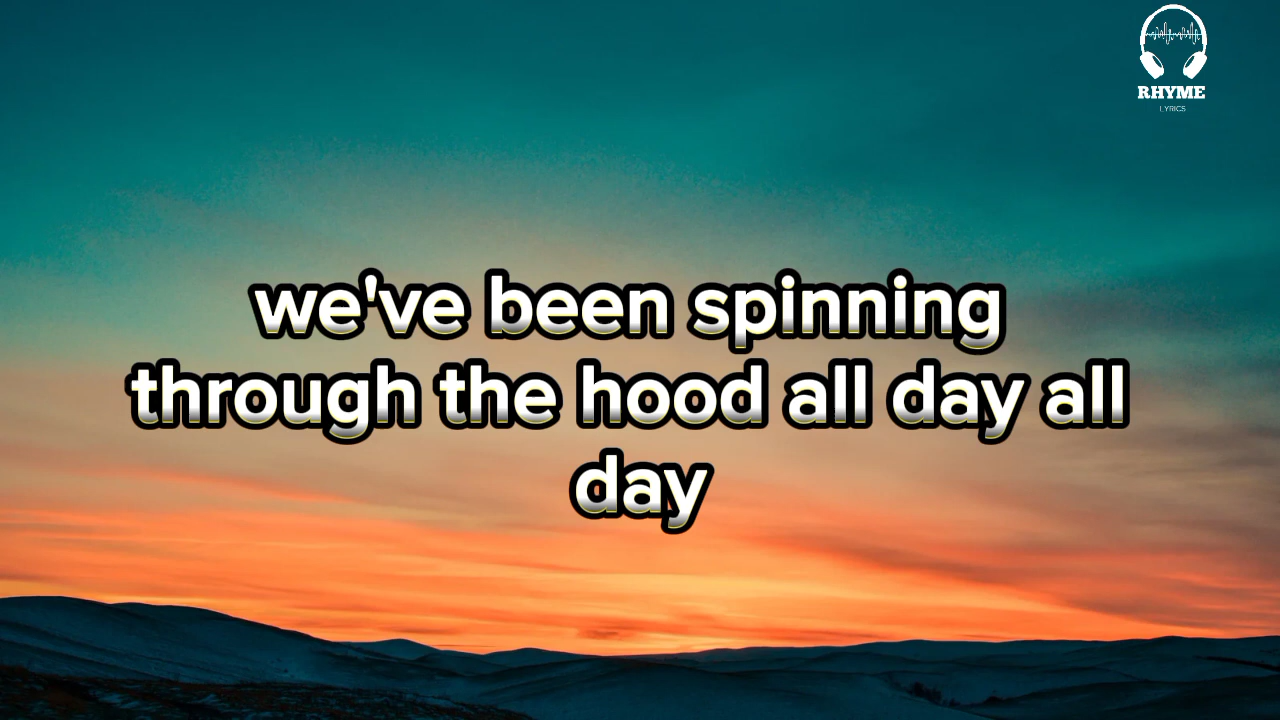 RHYME
LYRICS
we've been spinning
through the hood all day all
day